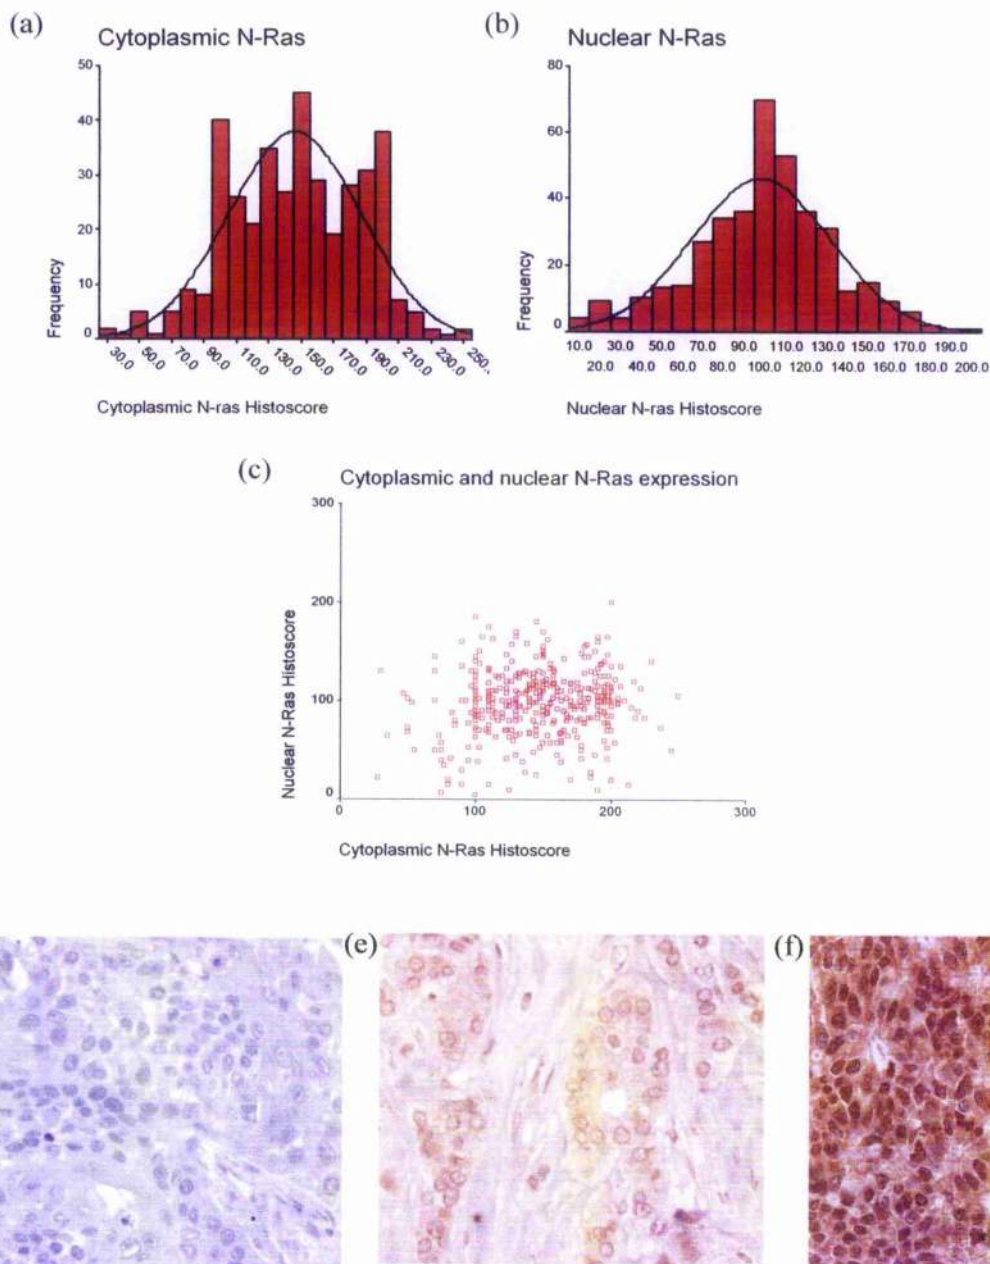 (a)
Cytoplasmic N-Ras
50
40
30
20
10
0
Frequency
30.0 50.0 70.0 90.0 110.0 130.0 150.0 170.0 190.0 210.0 230.0 250..
Cytoplasmic N-ras Histoscore
(b)
Nuclear N-Ras
80
60
40
20
0
Frequency
10.0 30.0 50.0 70.0 90.0 110.0 130.0 150.0 170.0 190.0
20.0 40.0 60.0 80.0 100.0 120.0 140.0 160.0 180.0 200.0
Nuclear N-ras Histoscore
(c)
Cytoplasmic and nuclear N-Ras expression
300
200
100
0
Nuclear N-Ras Histoscore
0 100 200 300
Cytoplasmic N-Ras Histoscore
(e)
(f)